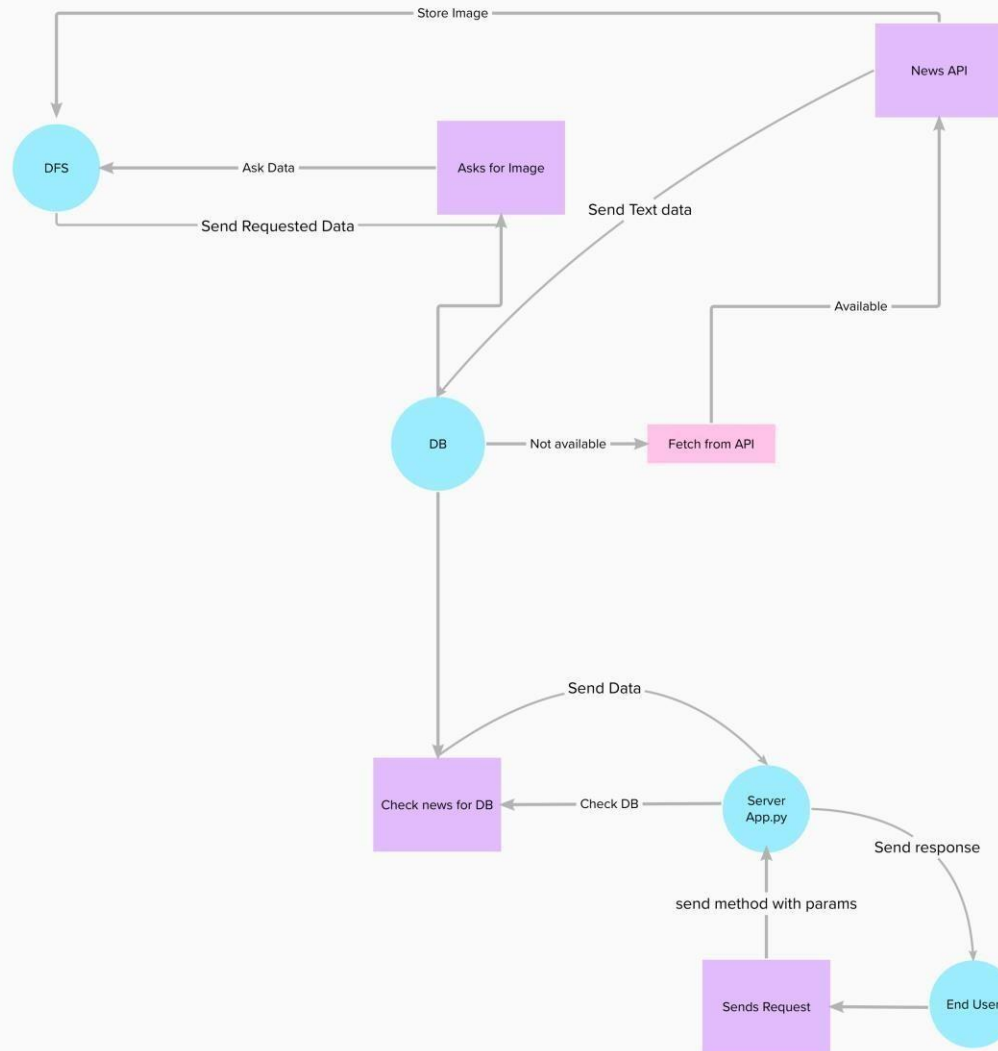 Store Image
News API
DFS
Ask Data
Asks for Image
Send Text data
Send Requested Data
Available
DB
Not available
Fetch from API
Send Data
Check news for DB
Check DB
Server
App.py
Send response
send method with params
Sends Request
End User